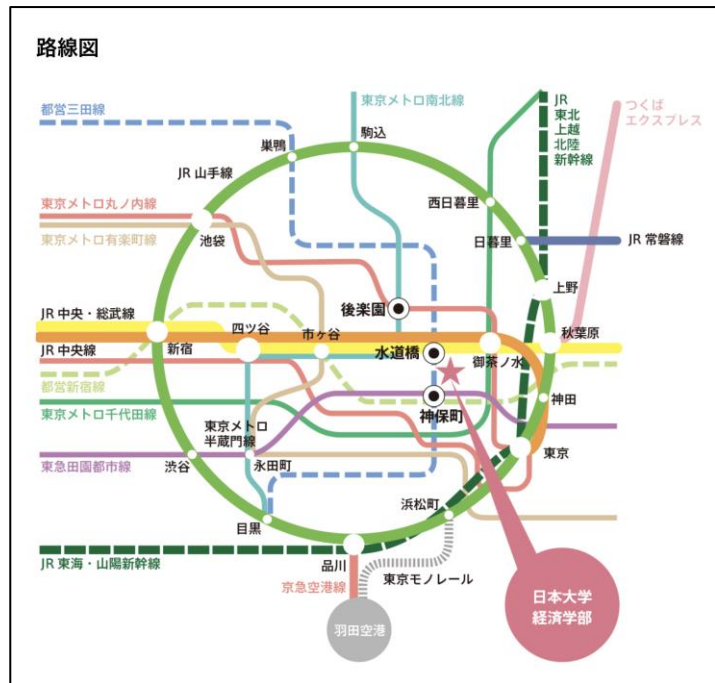 路線図
都営三田線
東京メトロ南北線
JR
東北
上越
北陸
新幹線
つくば
エクスプレス
巣鴨
駒込
JR 山手線
西日暮里
東京メトロ丸ノ内線
東京メトロ有楽町線
池袋
日暮里
JR 常磐線
上野
後楽園
JR 中央・総武線
四ツ谷
市ヶ谷
水道橋
御茶ノ水
秋葉原
JR 中央線
新宿
都営新宿線
神田
東京メトロ千代田線
東京メトロ
半蔵門線
神保町
東急田園都市線
渋谷
永田町
東京
目黒
浜松町
JR 東海・山陽新幹線
品川
京急空港線
東京モノレール
羽田空港
日本大学
経済学部